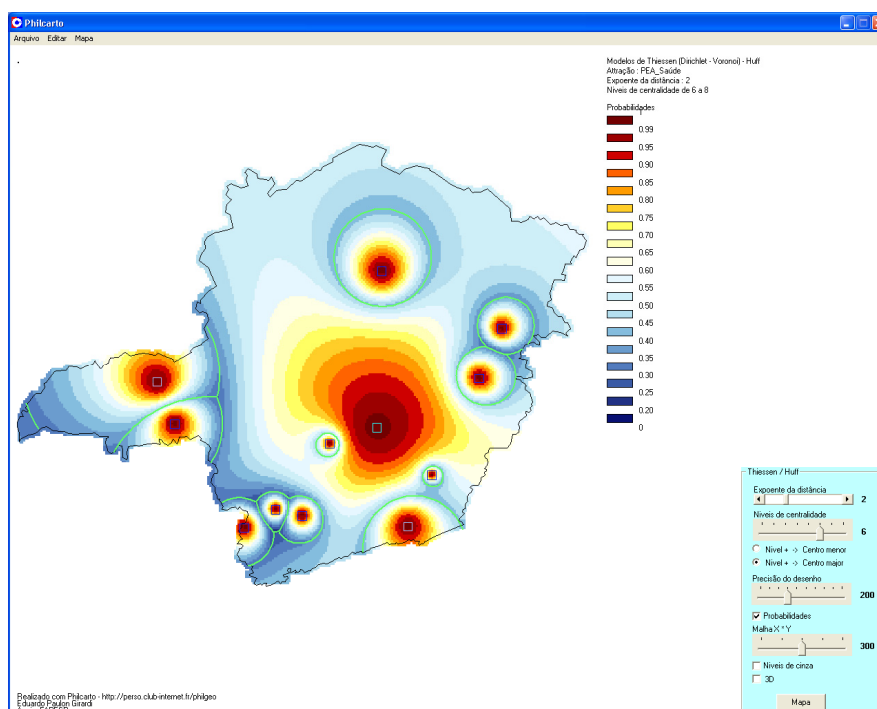 Philcarto
Arquivo Editar Mapa
Modelos de Thiessen (Dirichlet - Voronoi) - Huff
Attração : PEA_Saúde
Expoente da distância : 2
Níveis de centralidade de 6 a 8
Probabilidades
1
0.99
0.95
0.90
0.85
0.80
0.75
0.70
0.65
0.60
0.55
0.50
0.45
0.40
0.35
0.30
0.25
0.20
0
Thiessen / Huff
Expoente da distância
2
Níveis de centralidade
6
Nível + -> Centro menor
Nível + -> Centro major
Precisão do desenho
200
Probabilidades
Malha X * Y
300
Níveis de cinza
3D
Mapa
Realizado com Philcarto - http://perso.club-internet.fr/philgeo
Eduardo Paulon Girardi